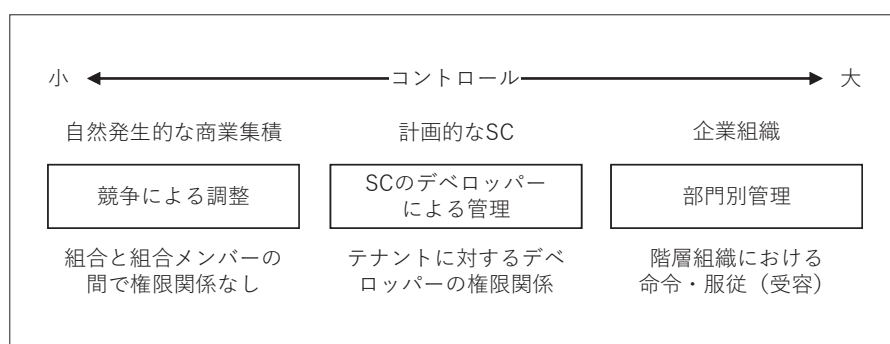 小 コントロール 大
自然発生的な商業集積 計画的なSC 企業組織
競争による調整
SCのデベロッパー
による管理
部門別管理
組合と組合メンバーの
間で権限関係なし
テナントに対するデベ
ロッパーの権限関係
階層組織における
命令・服従（受容）